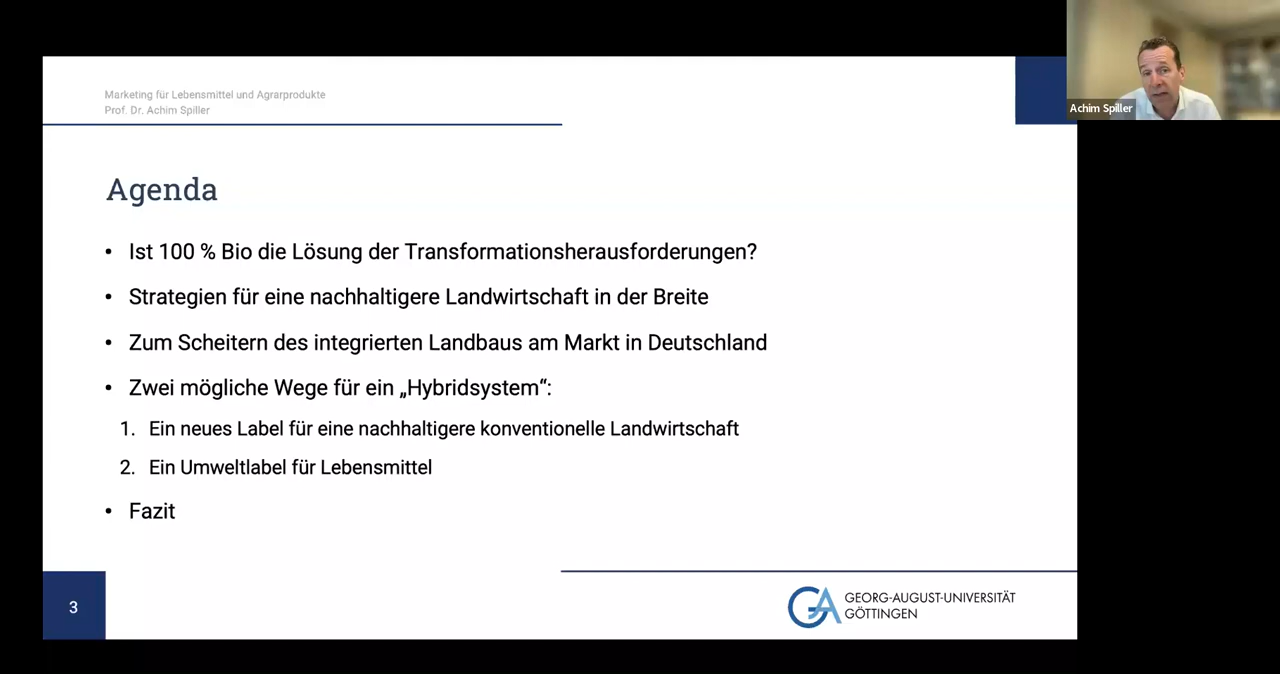 Marketing für Lebensmittel und Agrarprodukte
Prof. Dr. Achim Spiller
Achim Spiller
Agenda
• Ist 100 % Bio die Lösung der Transformationsherausforderungen?
• Strategien für eine nachhaltigere Landwirtschaft in der Breite
• Zum Scheitern des integrierten Landbaus am Markt in Deutschland
• Zwei mögliche Wege für ein „Hybridsystem“:
1. Ein neues Label für eine nachhaltigere konventionelle Landwirtschaft
2. Ein Umweltlabel für Lebensmittel
• Fazit
3
GEORG-AUGUST-UNIVERSITÄT
GÖTTINGEN